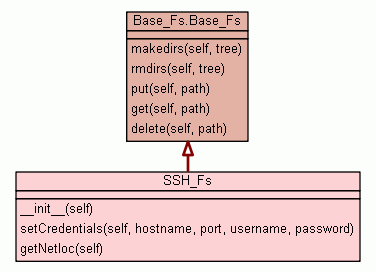 Base_Fs.Base_Fs
makedirs(self, tree)
rmdirs(self, tree)
put(self, path)
get(self, path)
delete(self, path)
SSH_Fs
__init__(self)
setCredentials(self, hostname, port, username, password)
getNetloc(self)